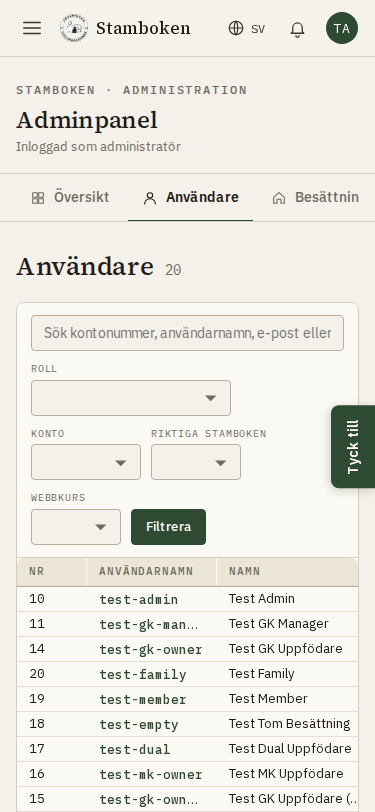 Stamboken
SV
TA
STAMBOKEN · ADMINISTRATION
Adminpanel
Inloggad som administratör
Översikt
Användare
Besättnin
Användare 20
Sök kontonummer, användarnamn, e-post eller
ROLL
KONTO
RIKTIGA STAMBOKEN
WEBBKURS
Filtrera
Tyck till
NR ANVÄNDARNAMN NAMN
10 test-admin Test Admin
11 test-gk-man... Test GK Manager
14 test-gk-owner Test GK Uppfödare
20 test-family Test Family
19 test-member Test Member
18 test-empty Test Tom Besättning
17 test-dual Test Dual Uppfödare
16 test-mk-owner Test MK Uppfödare
15 test-gk-own... Test GK Uppfödare (...